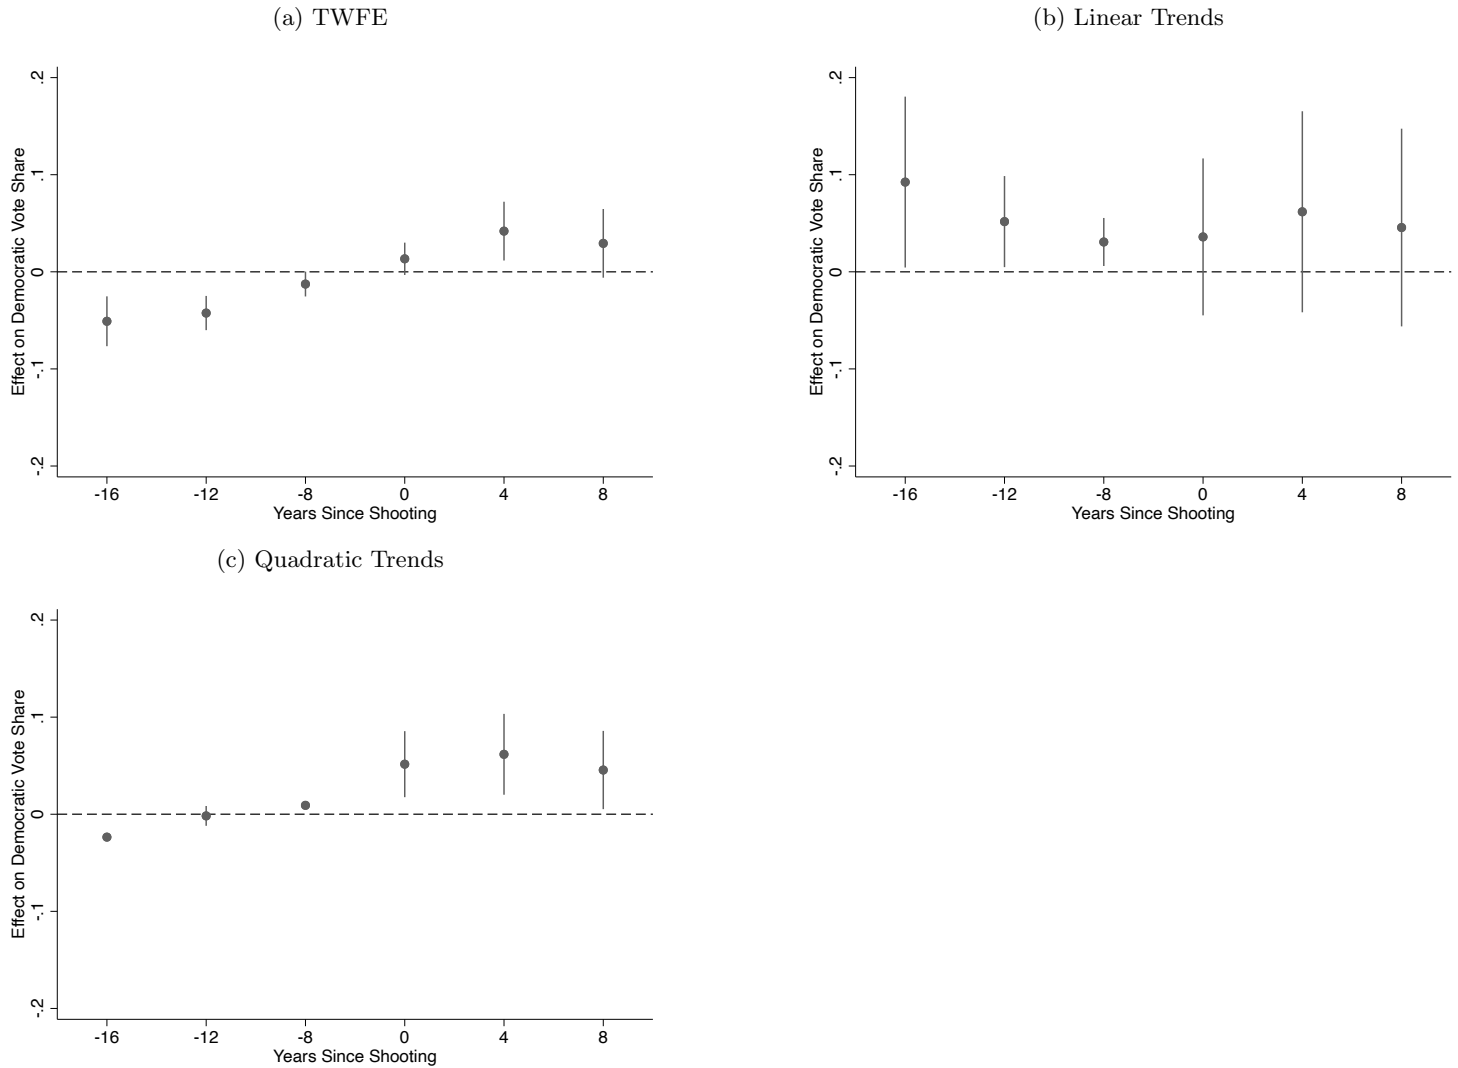 (a) TWFE
Effect on Democratic Vote Share
.2
.1
0
-.1
-.2
-16 -12 -8 0 4 8
Years Since Shooting
(b) Linear Trends
Effect on Democratic Vote Share
.2
.1
0
-.1
-.2
-16 -12 -8 0 4 8
Years Since Shooting
(c) Quadratic Trends
Effect on Democratic Vote Share
.2
.1
0
-.1
-.2
-16 -12 -8 0 4 8
Years Since Shooting